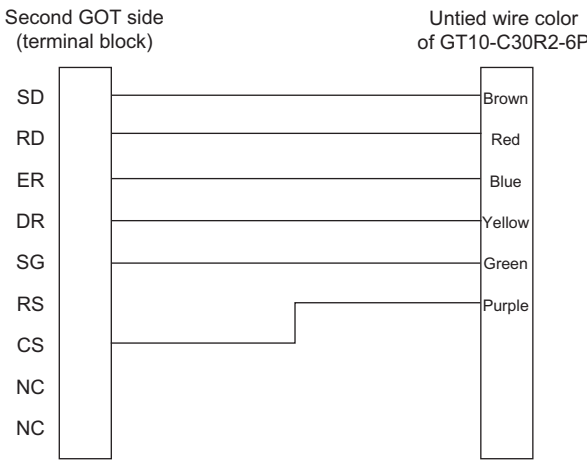 Second GOT side
(terminal block)
Untied wire color
of GT10-C30R2-6P
SD
Brown
RD
Red
ER
Blue
DR
Yellow
SG
Green
RS
Purple
CS
NC
NC